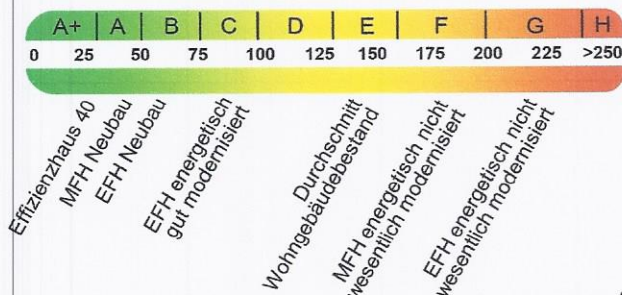 A+ A B C D E F G H
0 25 50 75 100 125 150 175 200 225 >250
Effizienzhaus 40
MFH Neubau
EFH Neubau
EFH energetisch
gut modernisiert
Durchschnitt
Wohngebäudebestand
MFH energetisch nicht
wesentlich modernisiert
EFH energetisch nicht
wesentlich modernisiert